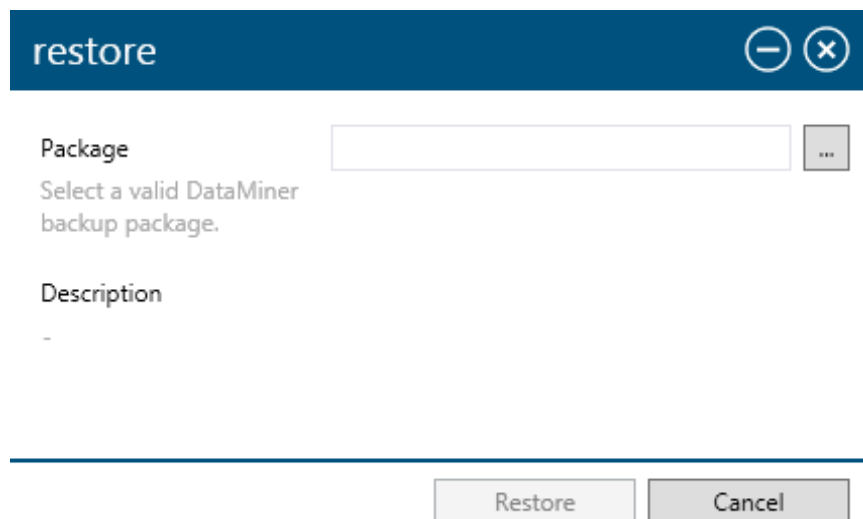 restore
Package
...
Select a valid DataMiner
backup package.
Description
-
Restore
Cancel